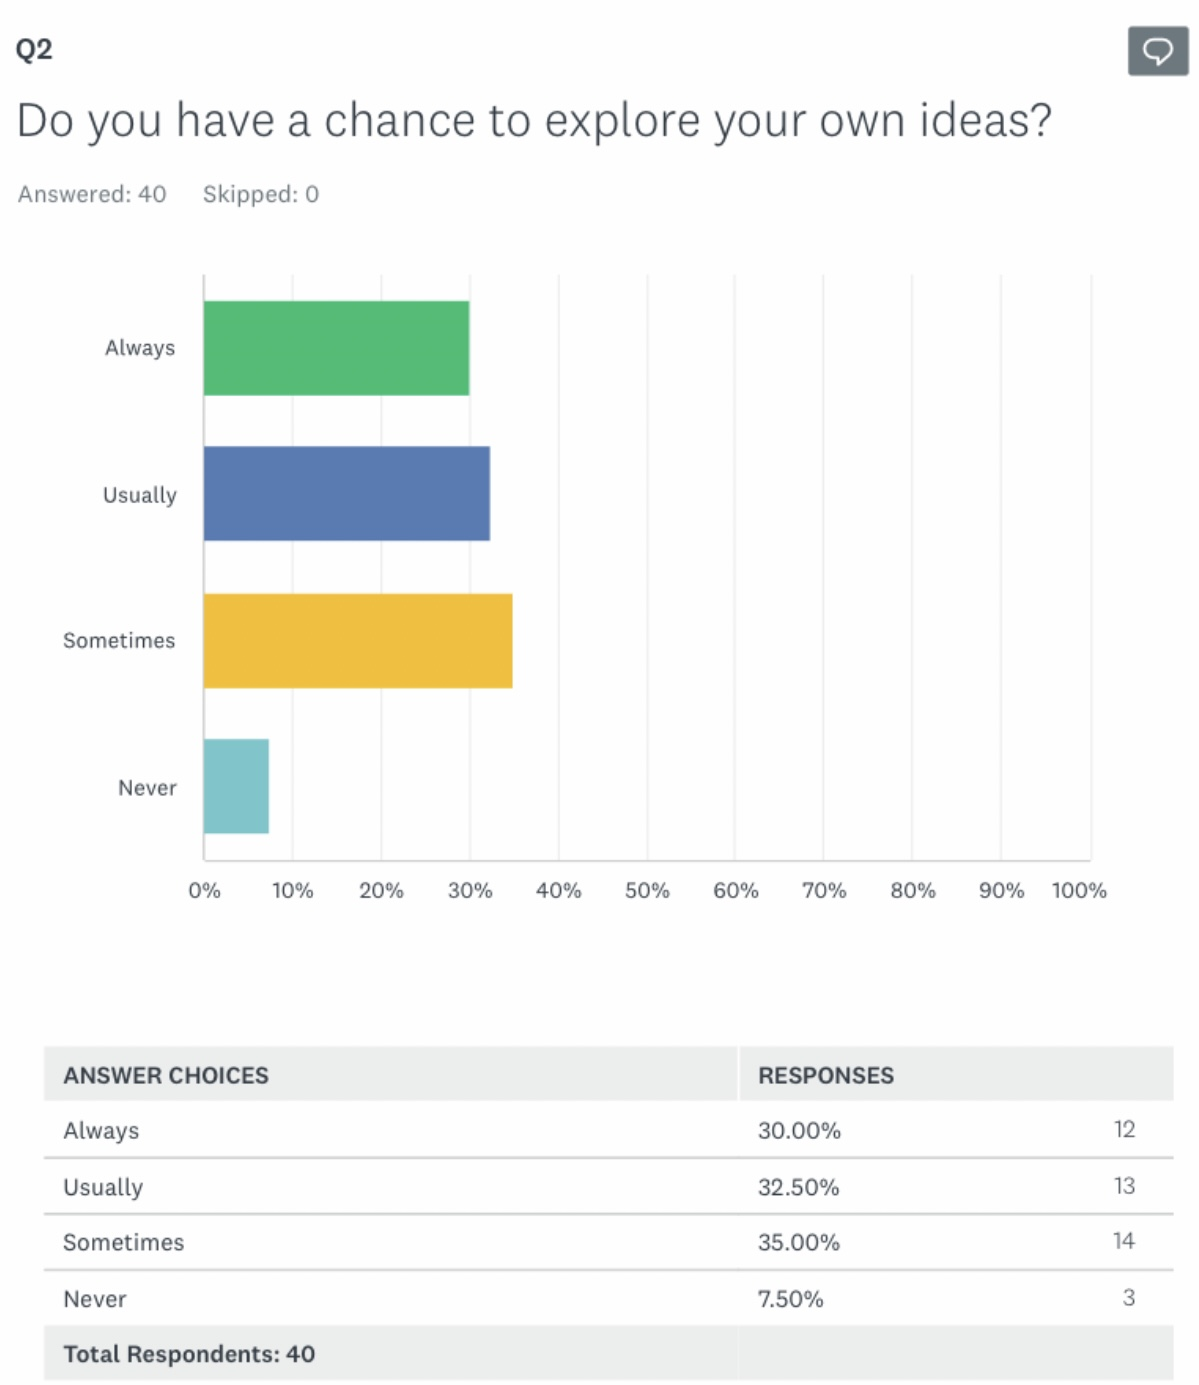 Q2
Do you have a chance to explore your own ideas?
Answered: 40 Skipped: 0
Always
Usually
Sometimes
Never
0% 10% 20% 30% 40% 50% 60% 70% 80% 90% 100%
ANSWER CHOICES RESPONSES
Always 30.00% 12
Usually 32.50% 13
Sometimes 35.00% 14
Never 7.50% 3
Total Respondents: 40